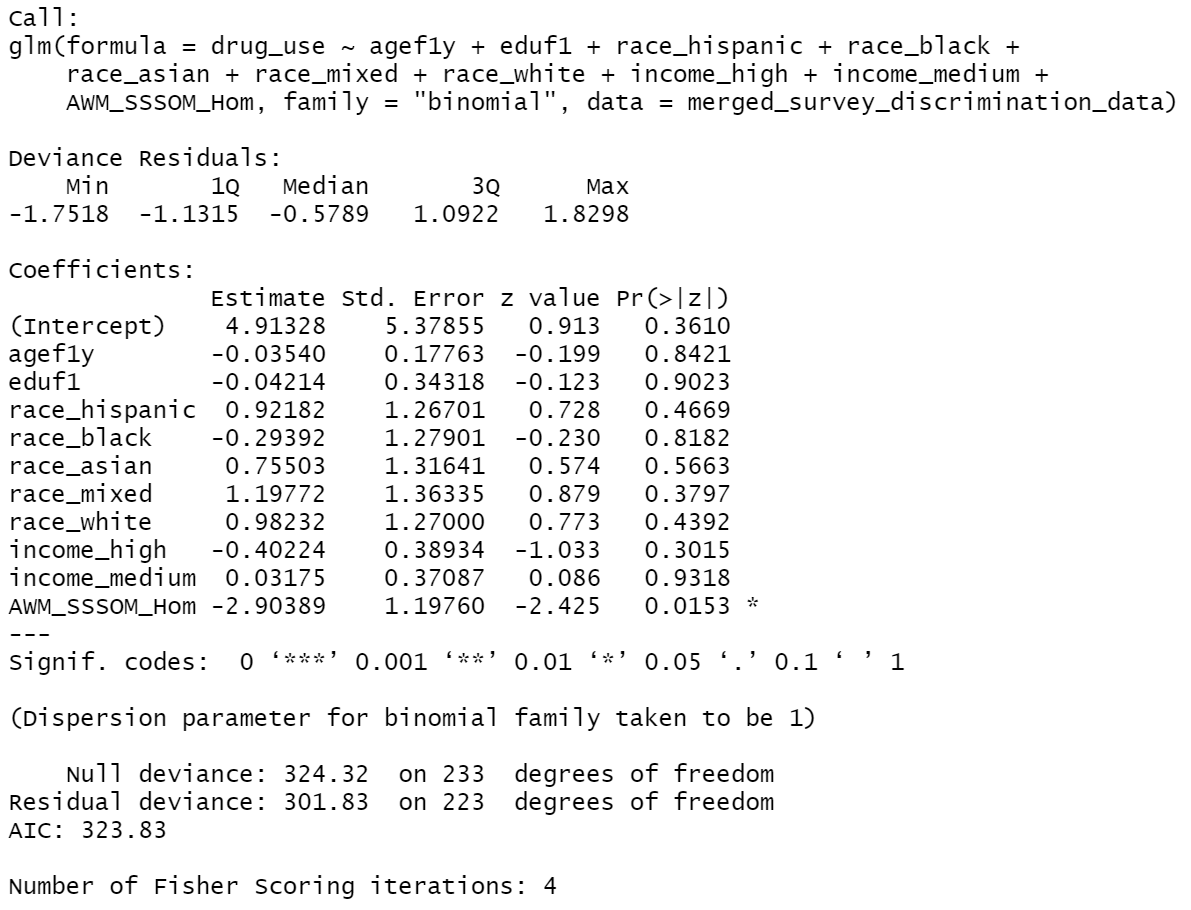 Call:
glm(formula = drug_use ~ agef1y + eduf1 + race_hispanic + race_black +
    race_asian + race_mixed + race_white + income_high + income_medium +
    AWM_SSSOM_Hom, family = "binomial", data = merged_survey_discrimination_data)

Deviance Residuals:
    Min       1Q   Median       3Q      Max
-1.7518  -1.1315  -0.5789   1.0922   1.8298

Coefficients:
              Estimate Std. Error z value Pr(>|z|)
(Intercept)    4.91328    5.37855   0.913   0.3610
agef1y        -0.03540    0.17763  -0.199   0.8421
eduf1         -0.04214    0.34318  -0.123   0.9023
race_hispanic  0.92182    1.26701   0.728   0.4669
race_black    -0.29392    1.27901  -0.230   0.8182
race_asian     0.75503    1.31641   0.574   0.5663
race_mixed     1.19772    1.36335   0.879   0.3797
race_white     0.98232    1.27000   0.773   0.4392
income_high   -0.40224    0.38934  -1.033   0.3015
income_medium  0.03175    0.37087   0.086   0.9318
AWM_SSSOM_Hom -2.90389    1.19760  -2.425   0.0153 *
---
Signif. codes:  0 ‘***’ 0.001 ‘**’ 0.01 ‘*’ 0.05 ‘.’ 0.1 ‘ ’ 1

(Dispersion parameter for binomial family taken to be 1)

    Null deviance: 324.32  on 233  degrees of freedom
Residual deviance: 301.83  on 223  degrees of freedom
AIC: 323.83

Number of Fisher Scoring iterations: 4